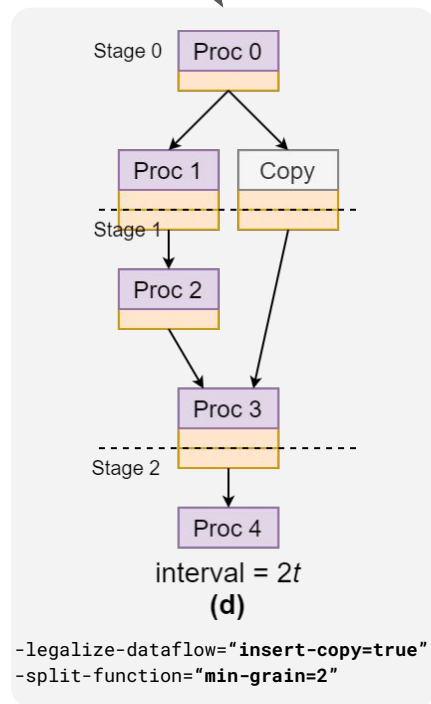 Stage 0
Proc 0
Proc 1
Copy
Stage 1
Proc 2
Proc 3
Stage 2
Proc 4
interval = 2t
(d)
-legalize-dataflow=“insert-copy=true”
-split-function=“min-grain=2”